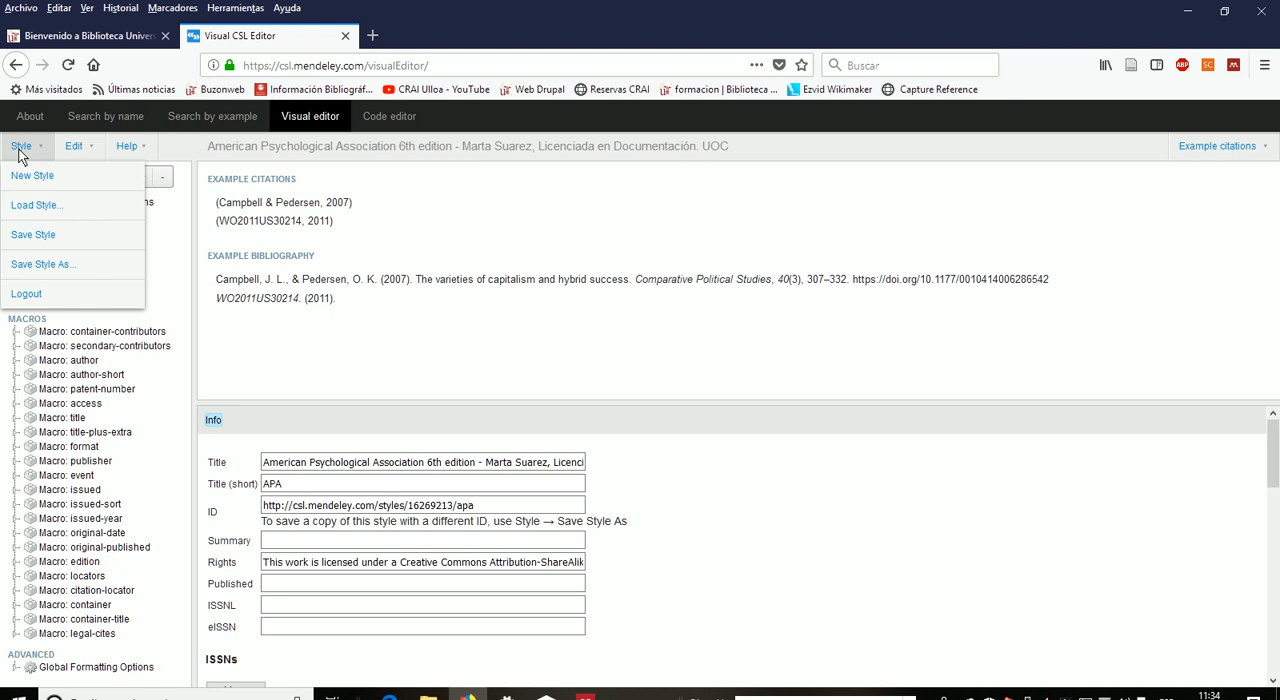 Archivo Editar Ver Historial Marcadores Herramientas Ayuda
Bienvenido a Biblioteca Univer
Visual CSL Editor
https://csl.mendeley.com/visualEditor/
Buscar
Más visitados Últimas noticias Buzonweb Información Bibliográf... CRAI Ulloa - YouTube Web Drupal Reservas CRAI formacion | Biblioteca ... Ezvid Wikimaker Capture Reference
About Search by name Search by example Visual editor Code editor
Style Edit Help American Psychological Association 6th edition - Marta Suarez, Licenciada en Documentación. UOC Example citations
New Style
Load Style...
Save Style
Save Style As...
Logout
-
ns
MACROS
Macro: container-contributors
Macro: secondary-contributors
Macro: author
Macro: author-short
Macro: patent-number
Macro: access
Macro: title
Macro: title-plus-extra
Macro: format
Macro: publisher
Macro: event
Macro: issued
Macro: issued-sort
Macro: issued-year
Macro: original-date
Macro: original-published
Macro: edition
Macro: locators
Macro: citation-locator
Macro: container
Macro: container-title
Macro: legal-cites
ADVANCED
Global Formatting Options
EXAMPLE CITATIONS
(Campbell & Pedersen, 2007)
(WO2011US30214, 2011)
EXAMPLE BIBLIOGRAPHY
Campbell, J. L., & Pedersen, O. K. (2007). The varieties of capitalism and hybrid success. Comparative Political Studies, 40(3), 307–332. https://doi.org/10.1177/0010414006286542
WO2011US30214. (2011).
Info
Title American Psychological Association 6th edition - Marta Suarez, Licenci
Title (short) APA
ID http://csl.mendeley.com/styles/16269213/apa
To save a copy of this style with a different ID, use Style → Save Style As
Summary
Rights This work is licensed under a Creative Commons Attribution-ShareAlik
Published
ISSNL
eISSN
ISSNs
11:34